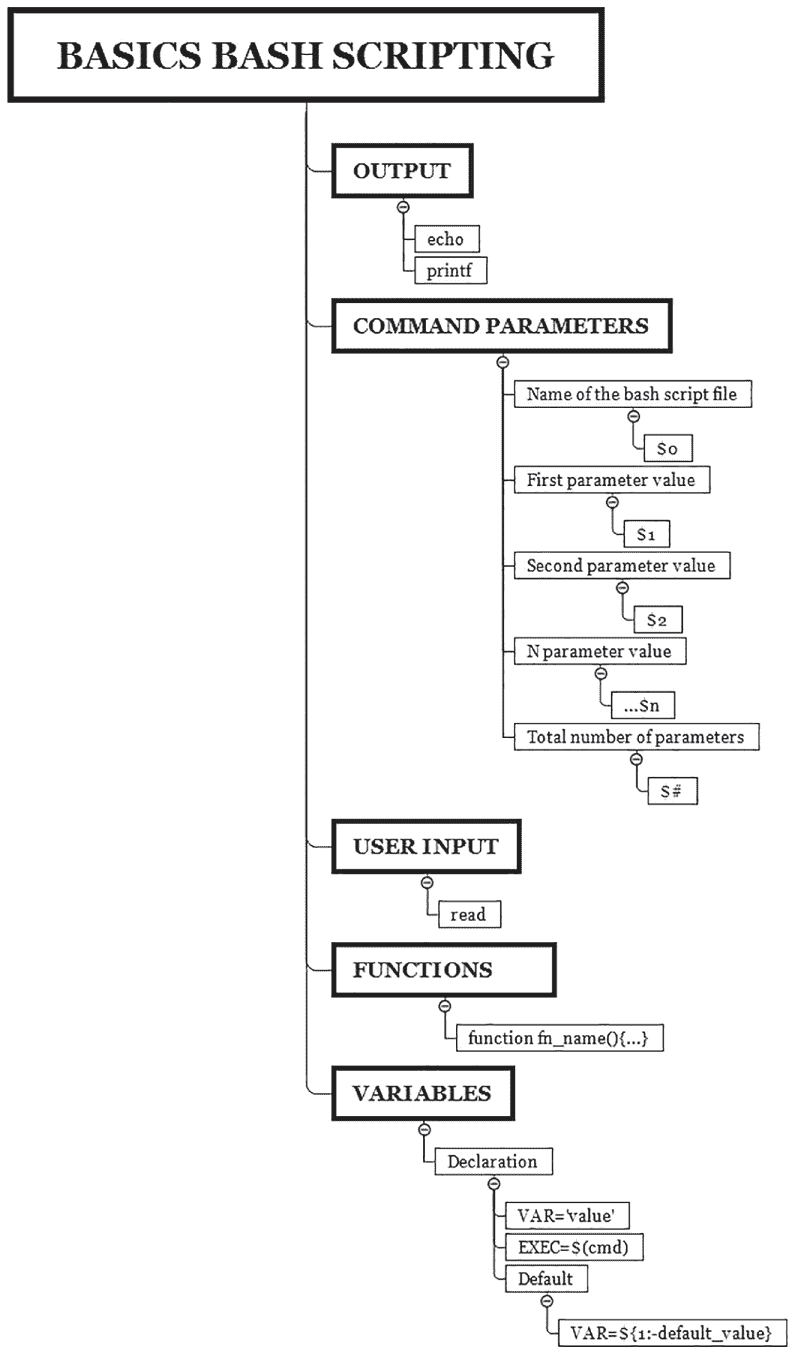 BASICS BASH SCRIPTING
OUTPUT
echo
printf
COMMAND PARAMETERS
Name of the bash script file
$0
First parameter value
$1
Second parameter value
$2
N parameter value
...$n
Total number of parameters
$#
USER INPUT
read
FUNCTIONS
function fn_name(){...}
VARIABLES
Declaration
VAR='value'
EXEC=$(cmd)
Default
VAR=${1:-default_value}